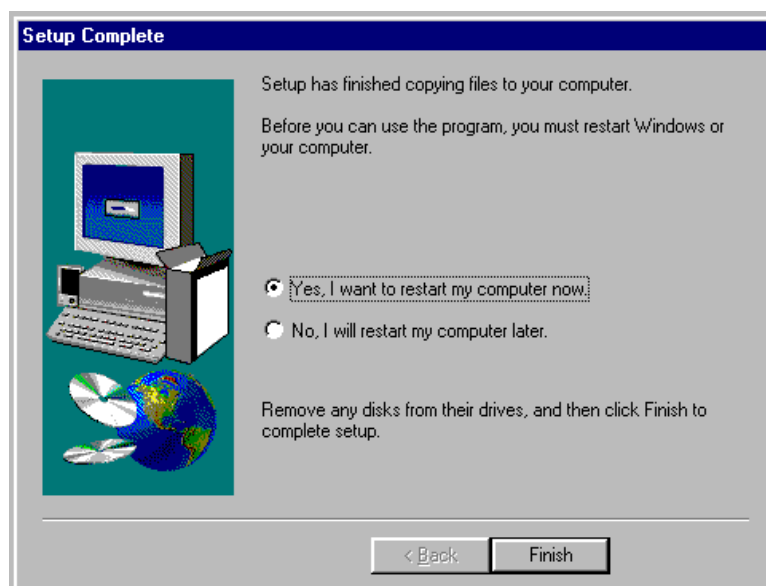 Setup Complete
Setup has finished copying files to your computer.
Before you can use the program, you must restart Windows or
your computer.
Yes, I want to restart my computer now.
No, I will restart my computer later.
Remove any disks from their drives, and then click Finish to
complete setup.
< Back
Finish